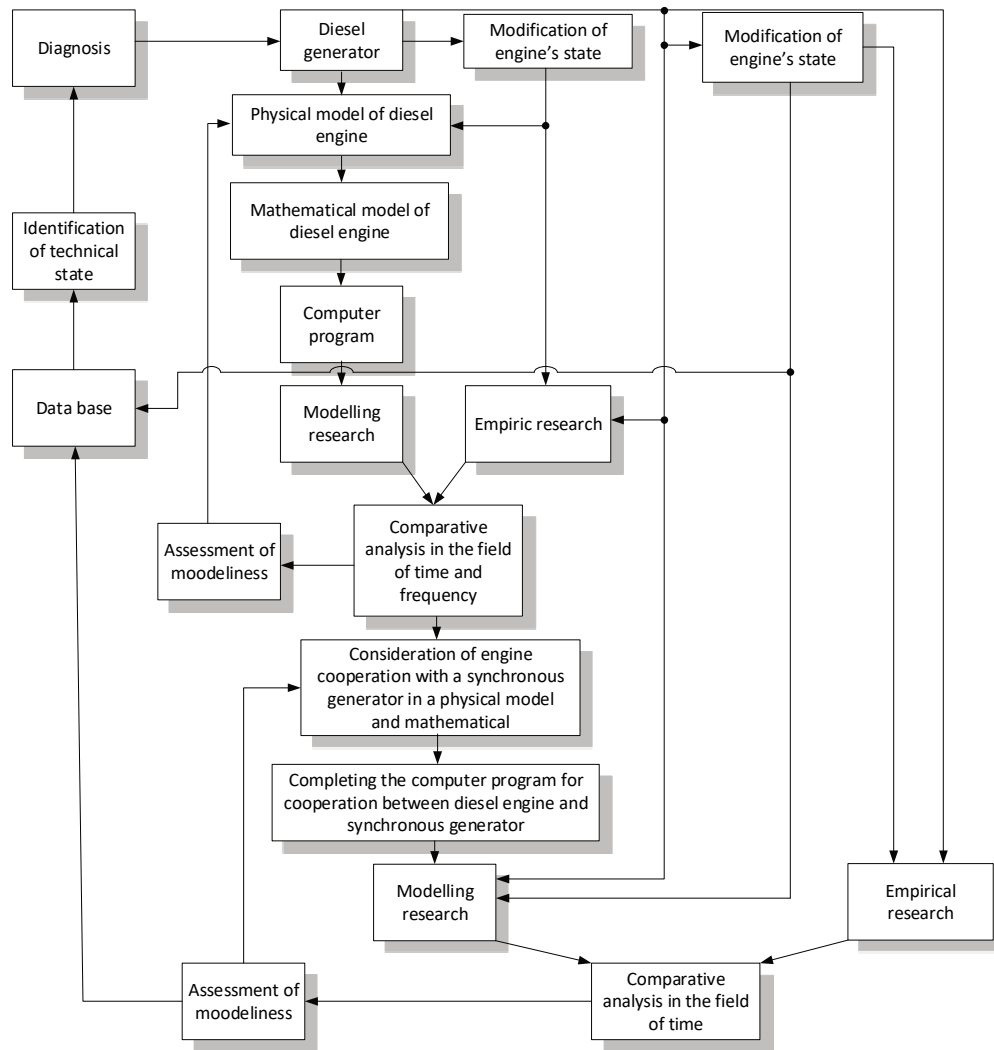 Diagnosis
Diesel
generator
Modification of
engine’s state
Modification of
engine’s state
Physical model of diesel
engine
Mathematical model of
diesel engine
Identification
of technical
state
Computer
program
Data base
Modelling
research
Empiric research
Assessment of
moodeliness
Comparative
analysis in the field
of time and
frequency
Consideration of engine
cooperation with a synchronous
generator in a physical model
and mathematical
Completing the computer program for
cooperation between diesel engine and
synchronous generator
Modelling
research
Empirical
research
Assessment of
moodeliness
Comparative
analysis in the field
of time